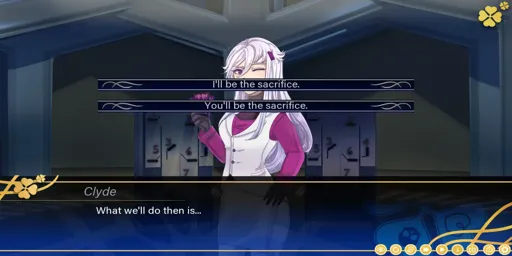 I'll be the sacrifice.
You'll be the sacrifice.
Clyde
What we'll do then is...